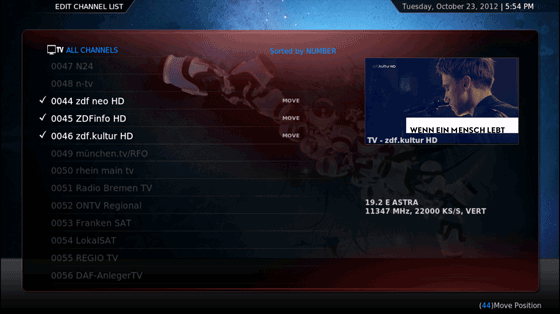 EDIT CHANNEL LIST
Tuesday, October 23, 2012 | 5:54 PM
TV ALL CHANNELS
Sorted by NUMBER
0047 N24
0048 n-tv
0044 zdf neo HD MOVE
0045 ZDFinfo HD MOVE
0046 zdf.kultur HD MOVE
0049 münchen.tv/RFO
0050 rhein main tv
0051 Radio Bremen TV
0052 ONTV Regional
0053 Franken SAT
0054 LokalSAT
0055 REGIO TV
0056 DAF-AnlegerTV
zdf.kultur HD
WENN EIN MENSCH LEBT
TV - zdf.kultur HD
19.2 E ASTRA
11347 MHz, 22000 KS/S, VERT
(44)Move Position